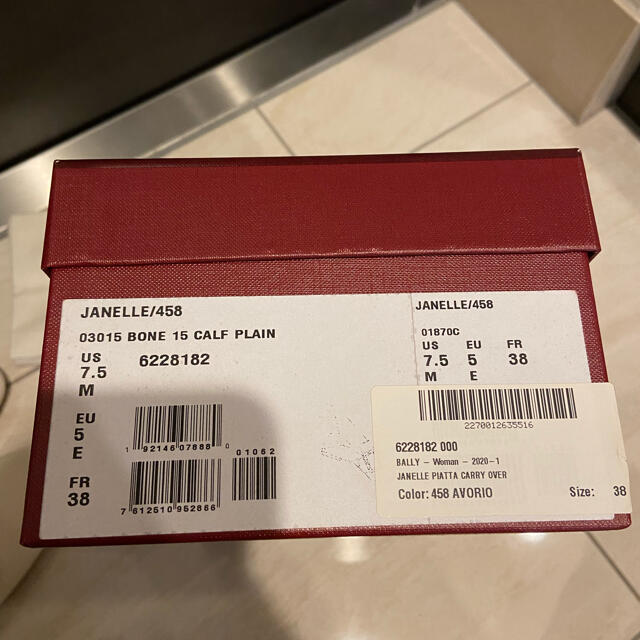 JANELLE/458
03015 BONE 15 CALF PLAIN
US
7.5
M
6228182
EU
5
E
FR
38
1 92146 07888 0
01062
7 612510 952866
JANELLE/458
01870C
US EU FR
7.5 5 38
M E
2270012635516
6228182 000
BALLY - Woman - 2020-1
JANELLE PIATTA CARRY OVER
Color: 458 AVORIO Size: 38